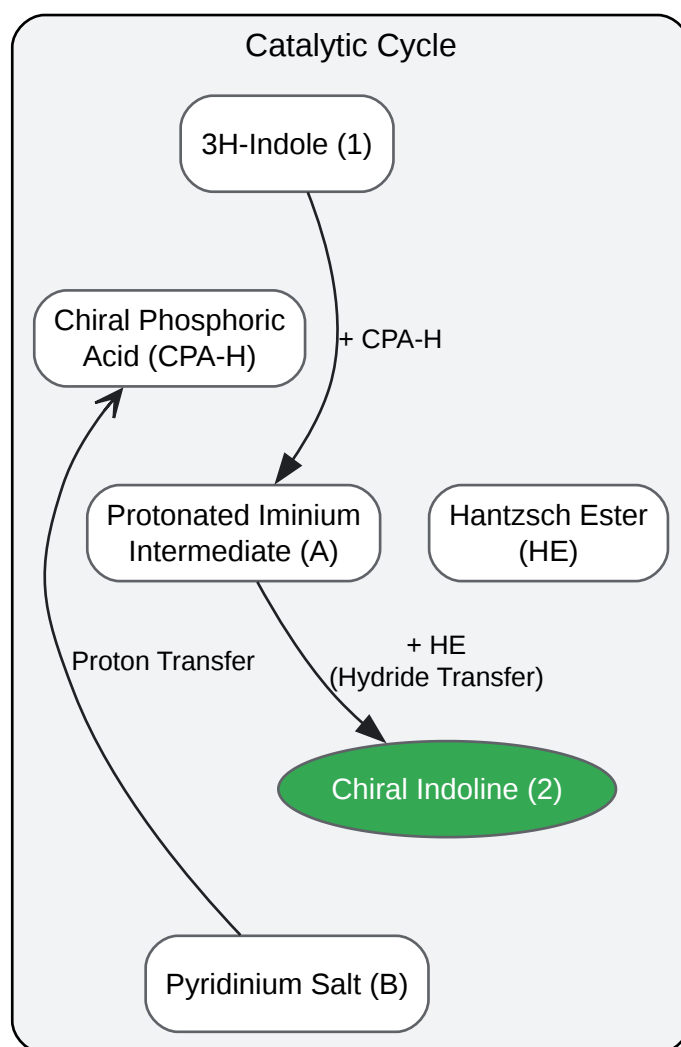 Catalytic Cycle
3H-Indole (1)
Chiral Phosphoric
Acid (CPA-H)
+ CPA-H
Protonated Iminium
Intermediate (A)
Hantzsch Ester
(HE)
+ HE
(Hydride Transfer)
Proton Transfer
Chiral Indoline (2)
Pyridinium Salt (B)